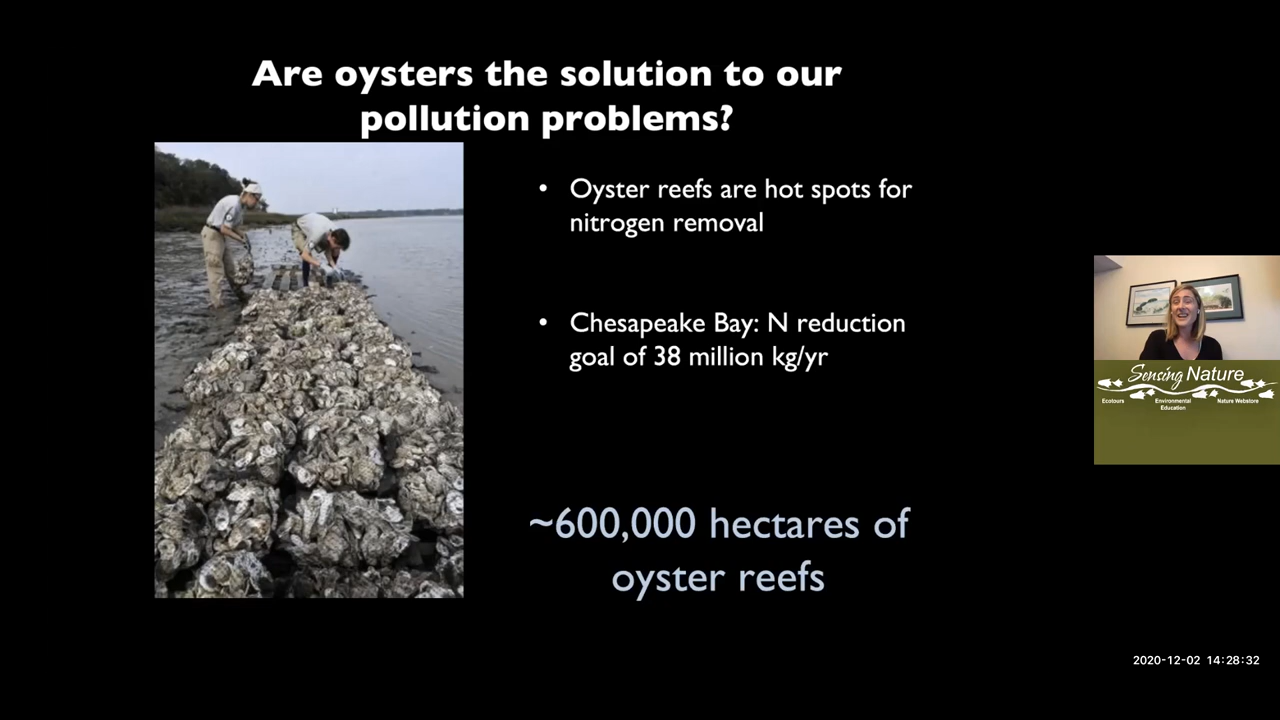 Are oysters the solution to our
pollution problems?
• Oyster reefs are hot spots for
nitrogen removal
• Chesapeake Bay: N reduction
goal of 38 million kg/yr
~600,000 hectares of
oyster reefs
Sensing Nature
Ecotours
Environmental
Education
Nature Webstore
2020-12-02 14:28:32